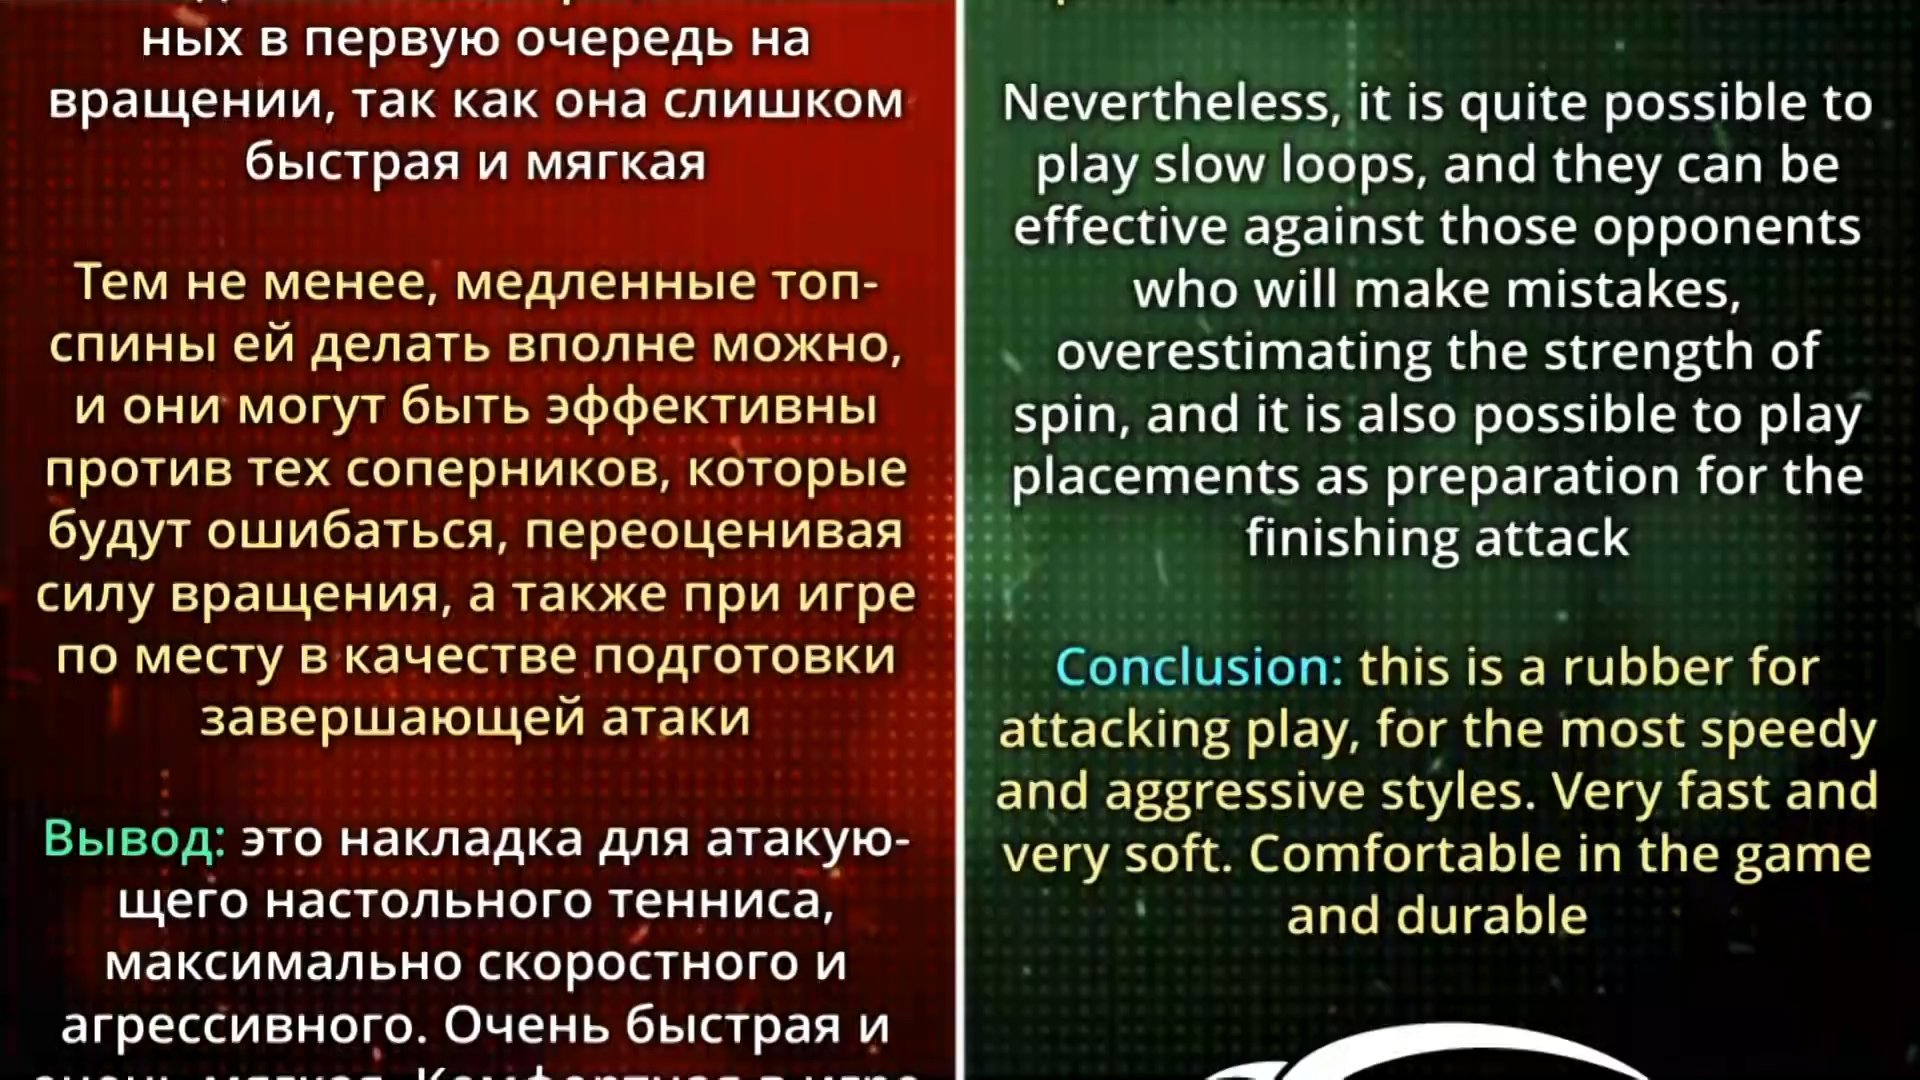 ных в первую очередь на
вращении, так как она слишком
быстрая и мягкая
Тем не менее, медленные топ-
спины ей делать вполне можно,
и они могут быть эффективны
против тех соперников, которые
будут ошибаться, переоценивая
силу вращения, а также при игре
по месту в качестве подготовки
завершающей атаки
Вывод: это накладка для атакую-
щего настольного тенниса,
максимально скоростного и
агрессивного. Очень быстрая и
очень мягкая. Комфортная в игре
Nevertheless, it is quite possible to
play slow loops, and they can be
effective against those opponents
who will make mistakes,
overestimating the strength of
spin, and it is also possible to play
placements as preparation for the
finishing attack
Conclusion: this is a rubber for
attacking play, for the most speedy
and aggressive styles. Very fast and
very soft. Comfortable in the game
and durable